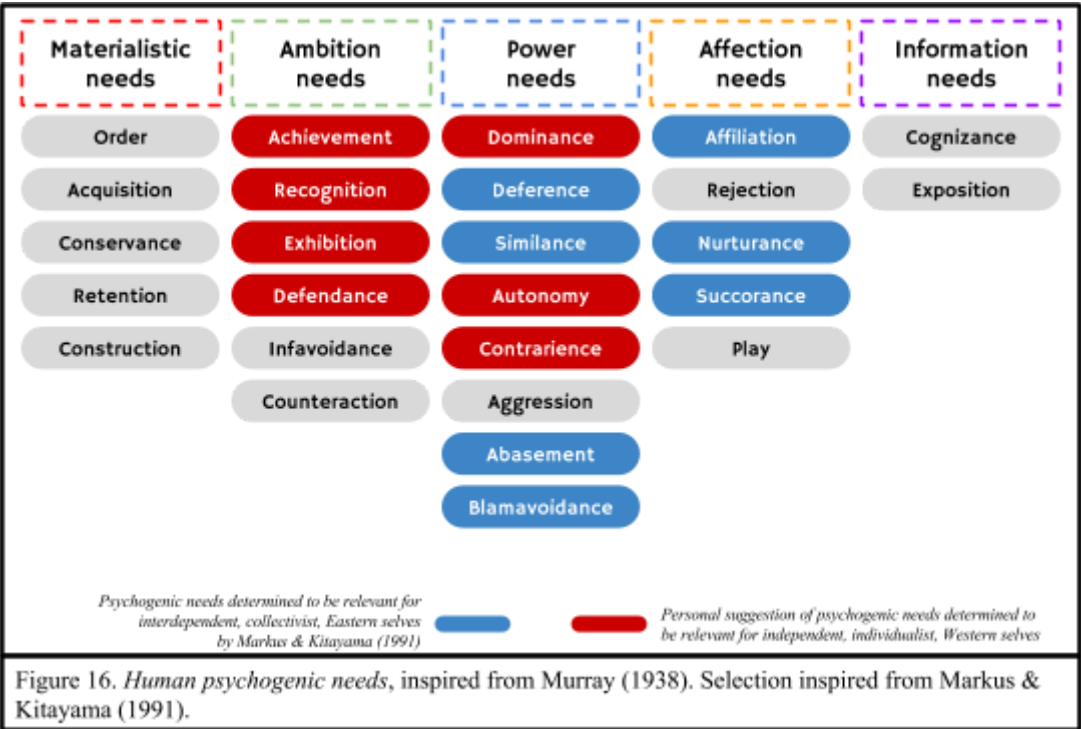 Materialistic
needs
Ambition
needs
Power
needs
Affection
needs
Information
needs
Order
Achievement
Dominance
Affiliation
Cognizance
Acquisition
Recognition
Deference
Rejection
Exposition
Conservance
Exhibition
Similance
Nurturance
Retention
Defendance
Autonomy
Succorance
Construction
Infavoidance
Contrarience
Play
Counteraction
Aggression
Abasement
Blamavoidance
Psychogenic needs determined to be relevant for
interdependent, collectivist, Eastern selves
by Markus & Kitayama (1991)
Personal suggestion of psychogenic needs determined to
be relevant for independent, individualist, Western selves
Figure 16. Human psychogenic needs, inspired from Murray (1938). Selection inspired from Markus &
Kitayama (1991).